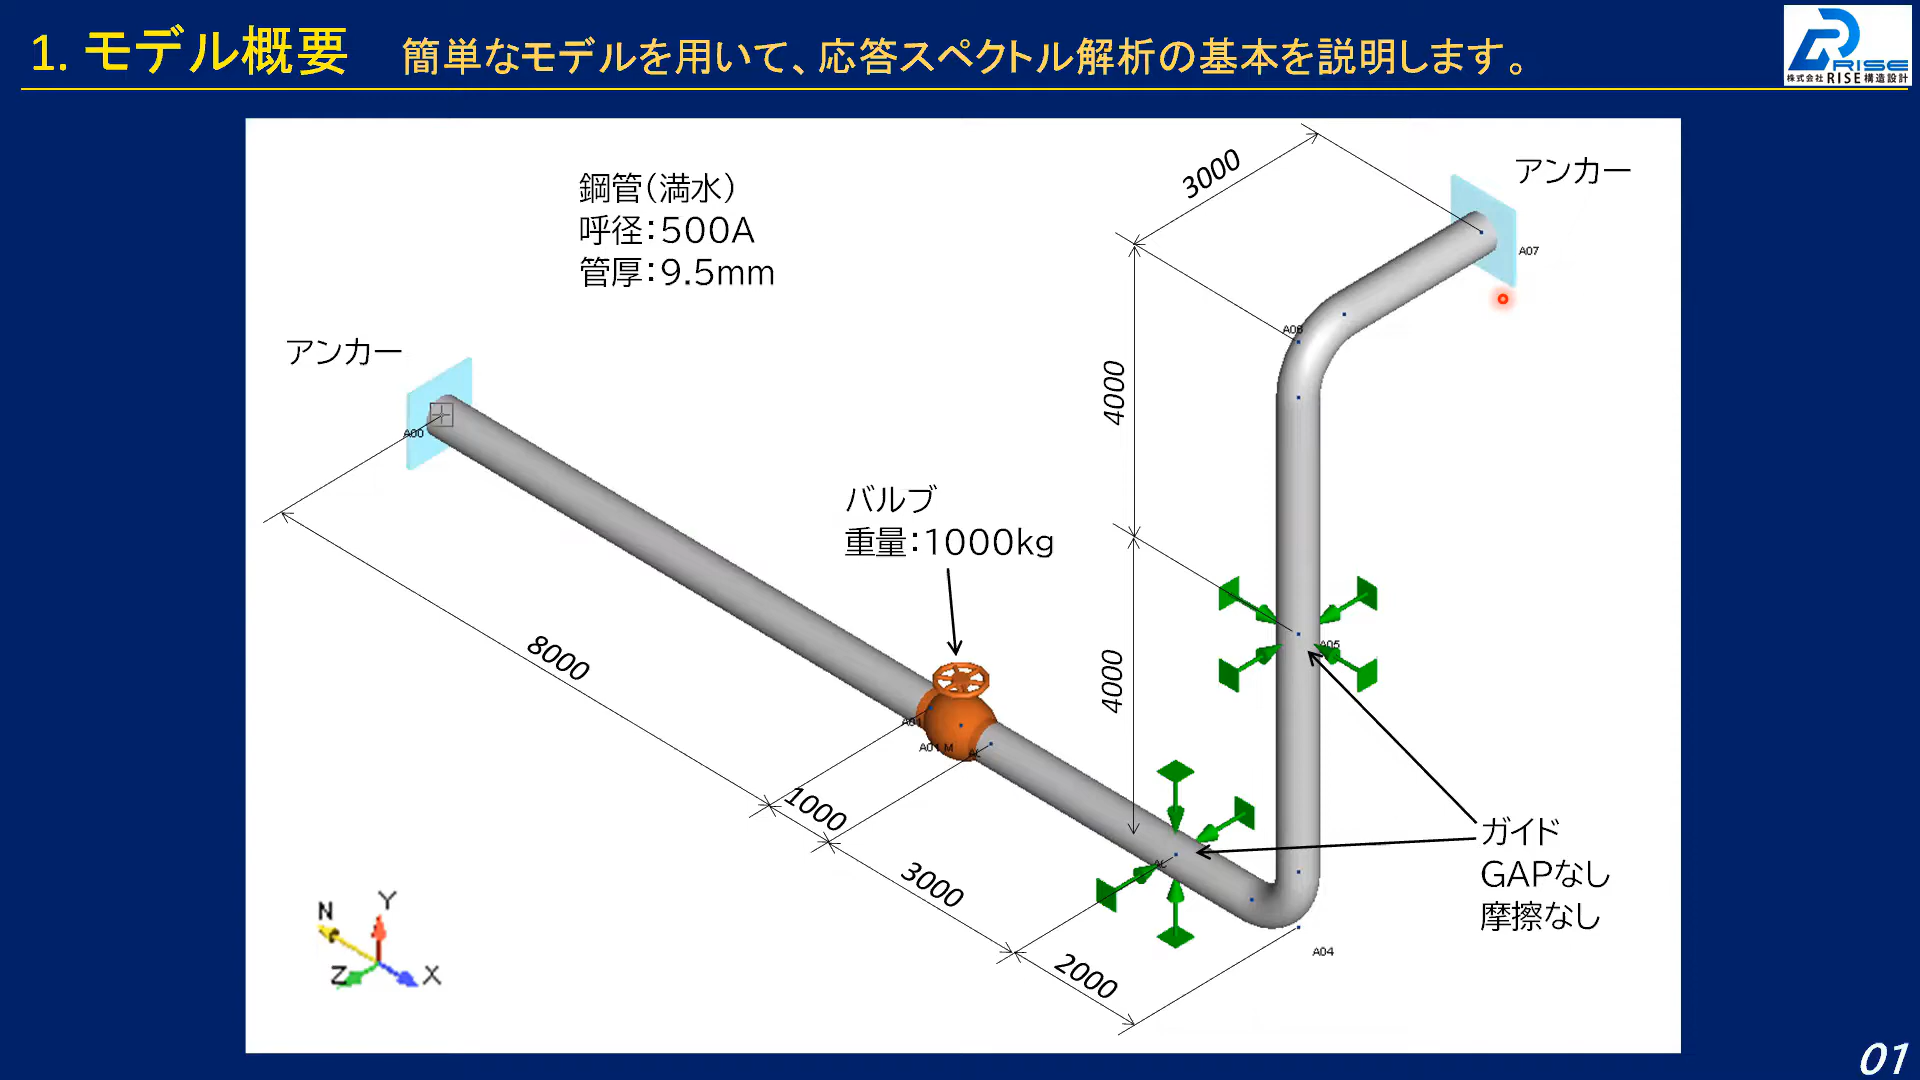 1. モデル概要 簡単なモデルを用いて、応答スペクトル解析の基本を説明します。
RISE
株式会社 RISE構造設計
3000
アンカー
鋼管(満水)
呼径:500A
管厚:9.5mm
A07
A06
アンカー
4000
A00
バルブ
重量:1000kg
8000
A05
4000
A01
A01 M
1000
ガイド
GAPなし
摩擦なし
3000
N
Y
Z
X
A04
2000
01